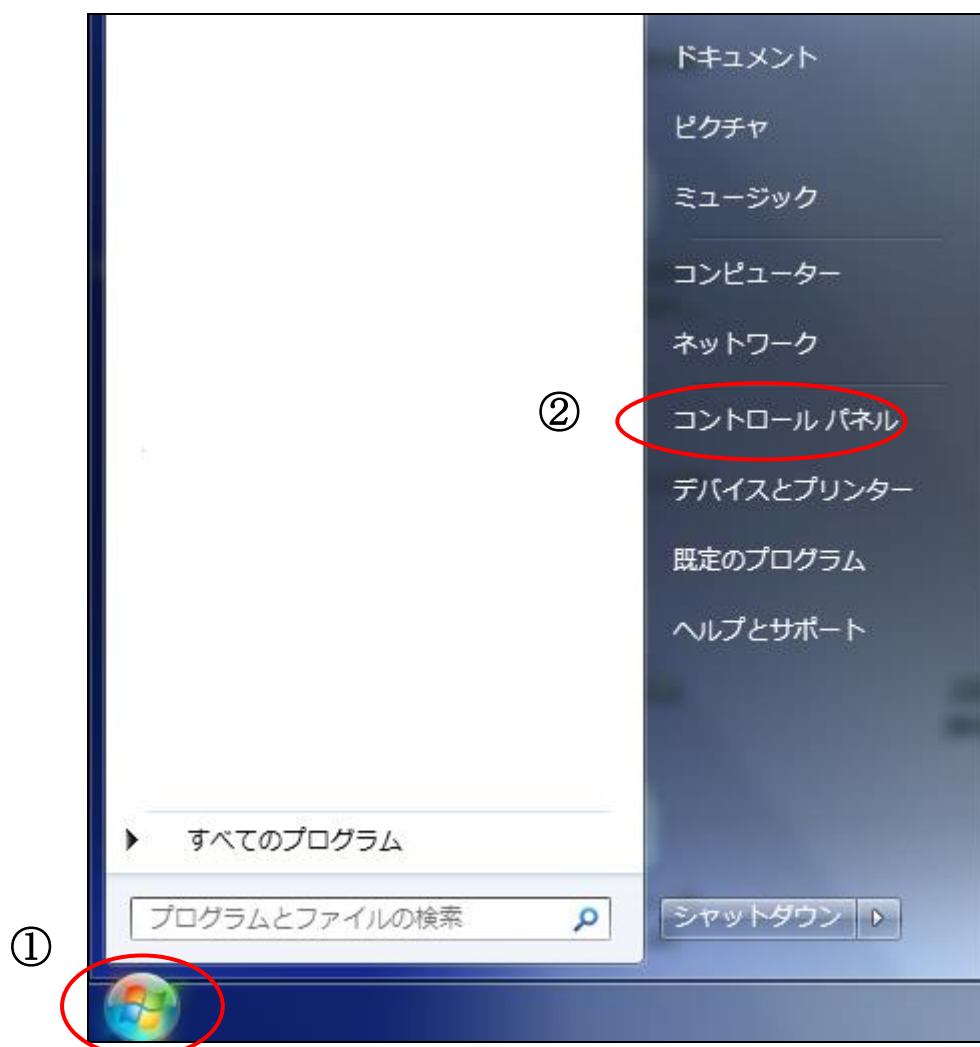 ドキュメント
ピクチャ
ミュージック
コンピューター
ネットワーク
②
コントロール パネル
デバイスとプリンター
既定のプログラム
ヘルプとサポート
すべてのプログラム
プログラムとファイルの検索
シャットダウン
①